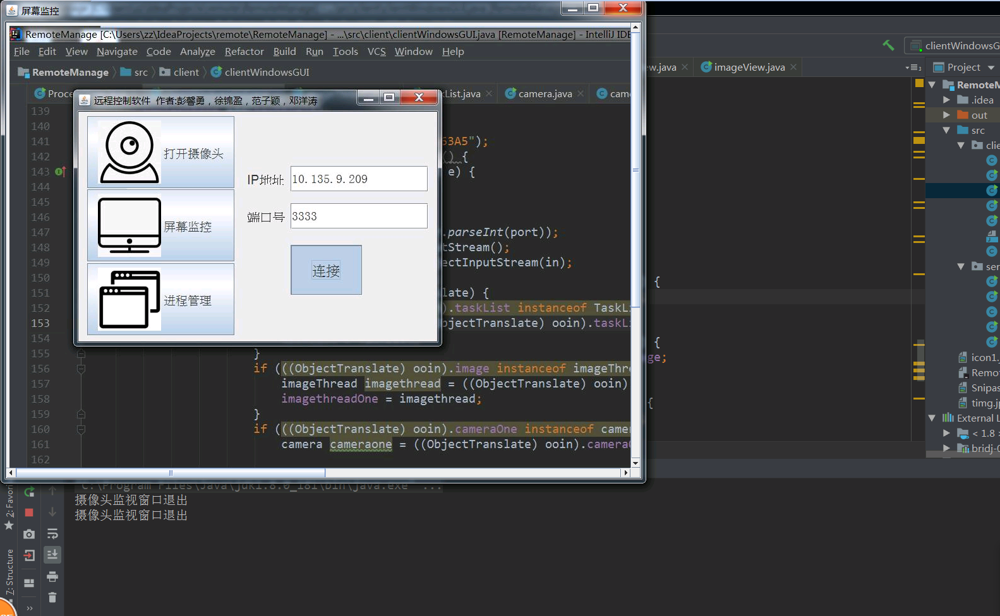 屏幕监控
RemoteManage [C:\Users\zz\IdeaProjects\remote\RemoteManage] - ...\src\client\clientWindowsGUI.java [RemoteManage] - IntelliJ IDE
File Edit View Navigate Code Analyze Refactor Build Run Tools VCS Window Help
clientWindowsG
RemoteManage src client clientWindowsGUI
w.java imageView.java Project
Proce kList.java camera.java came
RemoteM
.idea
out
src
clie
ser
icon1.
Remot
Snipas
timg.jp
External L
< 1.8 >
bridj-0
远程控制软件 作者:彭馨勇，徐锦盈，范子颖，邓洋涛
打开摄像头
屏幕监控
进程管理
IP地址 10.135.9.209
端口号 3333
连接
139
140
141 53A5");
142 () {
143 e) {
144
145
146
147 .parseInt(port));
148 tStream();
149 ectInputStream(in);
150 {
151 late) {
152 ).taskList instanceof TaskL
153 bjectTranslate) ooin).taskL
154 {
155 }
ge;
156 if (((ObjectTranslate) ooin).image instanceof imageThr
157 imageThread imagethread = ((ObjectTranslate) ooin)
158 imagethreadOne = imagethread;
{
159 }
160 if (((ObjectTranslate) ooin).cameraOne instanceof came
161 camera cameraone = ((ObjectTranslate) ooin).camera
162
C:\Program Files\Java\jdk1.8.0_181\bin\java.exe" ...
摄像头监视窗口退出
摄像头监视窗口退出
2: Favori
7: Structure